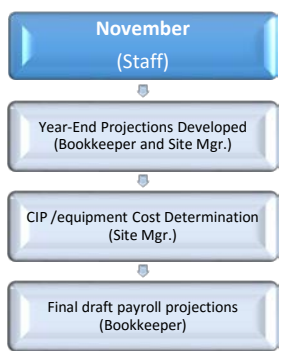 November
(Staff)
Year-End Projections Developed
(Bookkeeper and Site Mgr.)
CIP /equipment Cost Determination
(Site Mgr.)
Final draft payroll projections
(Bookkeeper)